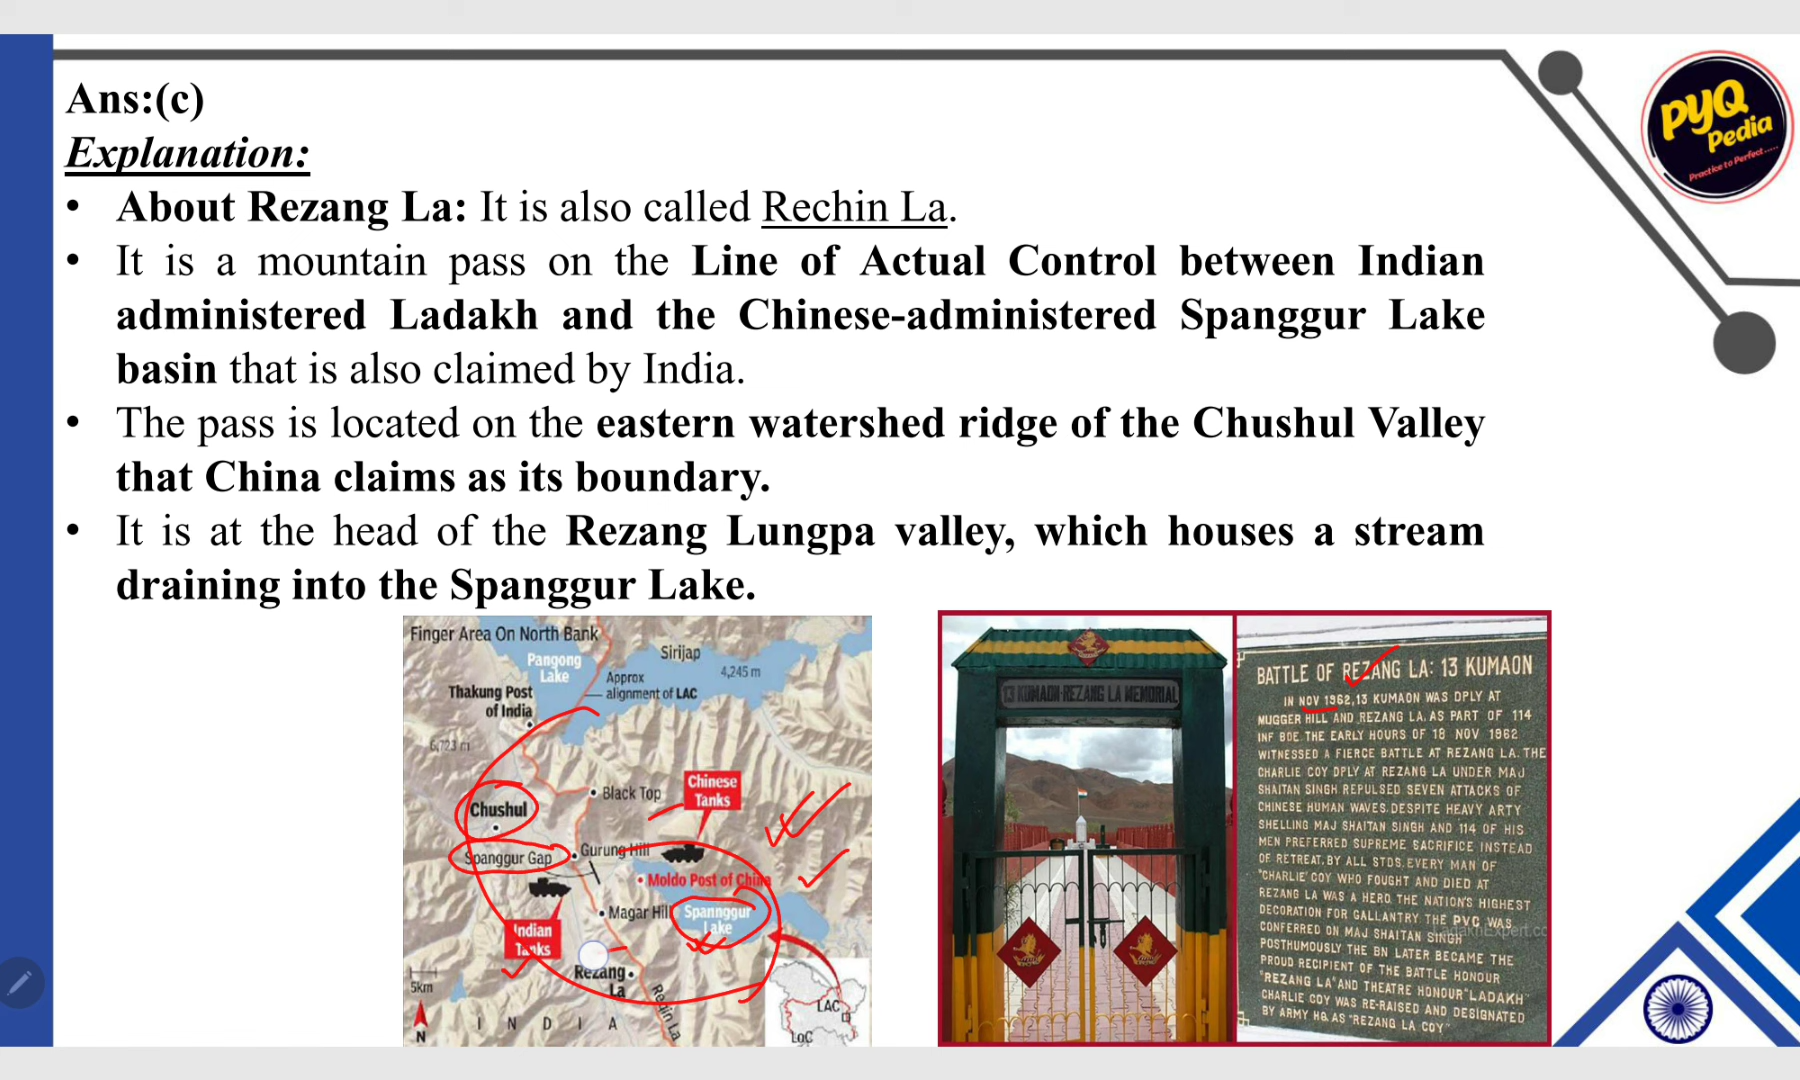 Ans:(c)
Explanation:
• About Rezang La: It is also called Rechin La.
• It is a mountain pass on the Line of Actual Control between Indian
administered Ladakh and the Chinese-administered Spanggur Lake
basin that is also claimed by India.
• The pass is located on the eastern watershed ridge of the Chushul Valley
that China claims as its boundary.
• It is at the head of the Rezang Lungpa valley, which houses a stream
draining into the Spanggur Lake.
PYQ
Pedia
Practice to Perfect.....
Finger Area On North Bank
Pangong
Lake
Sirijap
4,245 m
Approx
alignment of LAC
Thakung Post
of India
6,723 m
Chinese
Tanks
Black Top
Chushul
Spanggur Gap
Gurung Hill
Moldo Post of China
Magar Hill
Spannggur
Lake
Indian
Tanks
Rezang
La
Rechin La
5km
N
INDIA
LAC
LoC
13 KUMAON REZANG LA MEMORIAL
BATTLE OF REZANG LA: 13 KUMAON
IN NOV 1962,13 KUMAON WAS DPLY AT
MUGGER HILL AND REZANG LA. AS PART OF 114
INF BDE. THE EARLY HOURS OF 18 NOV 1962
WITNESSED A FIERCE BATTLE AT REZANG LA. THE
CHARLIE COY DPLY AT REZANG LA UNDER MAJ
SHAITAN SINGH REPULSED SEVEN ATTACKS OF
CHINESE HUMAN WAVES. DESPITE HEAVY ARTY
SHELLING MAJ SHAITAN SINGH AND 114 OF HIS
MEN PREFERRED SUPREME SACRIFICE INSTEAD
OF RETREAT. BY ALL STDS. EVERY MAN OF
"CHARLIE' COY WHO FOUGHT AND DIED AT
REZANG LA WAS A HERO. THE NATION'S HIGHEST
DECORATION FOR GALLANTRY THE PVC WAS
CONFERRED ON MAJ SHAITAN SINGH
POSTHUMOUSLY THE BN LATER BECAME THE
PROUD RECIPIENT OF THE BATTLE HONOUR
"REZANG LA" AND THEATRE HONOUR "LADAKH"
CHARLIE COY WAS RE-RAISED AND DESIGNATED
BY ARMY HQ AS "REZANG LA COY"